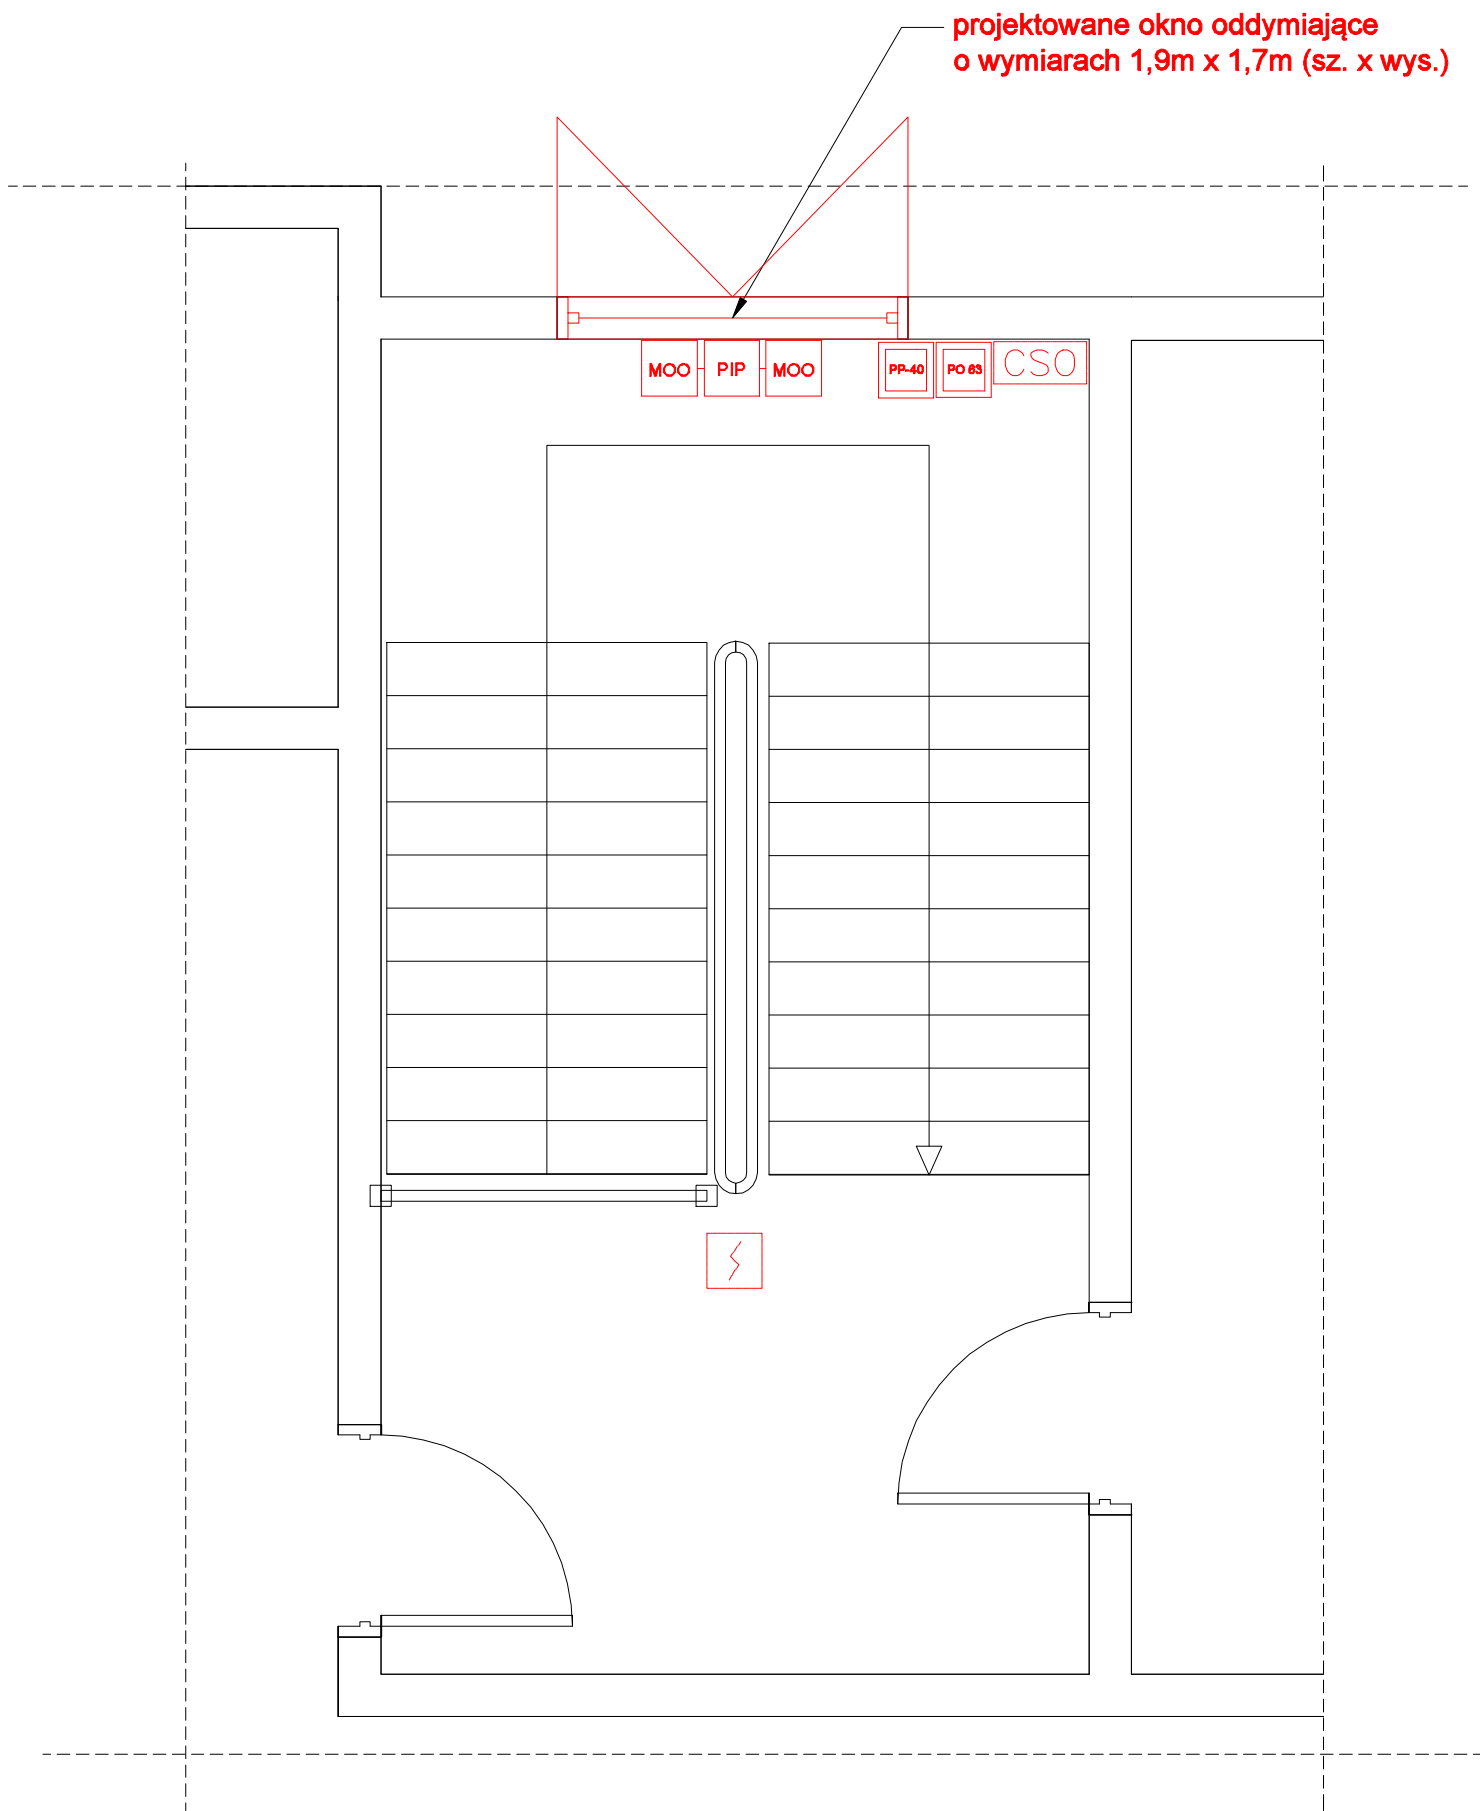 projektowane okno oddymiające
o wymiarach 1,9m x 1,7m (sz. x wys.)
MOO PIP MOO PP-40 PO 63 CSO